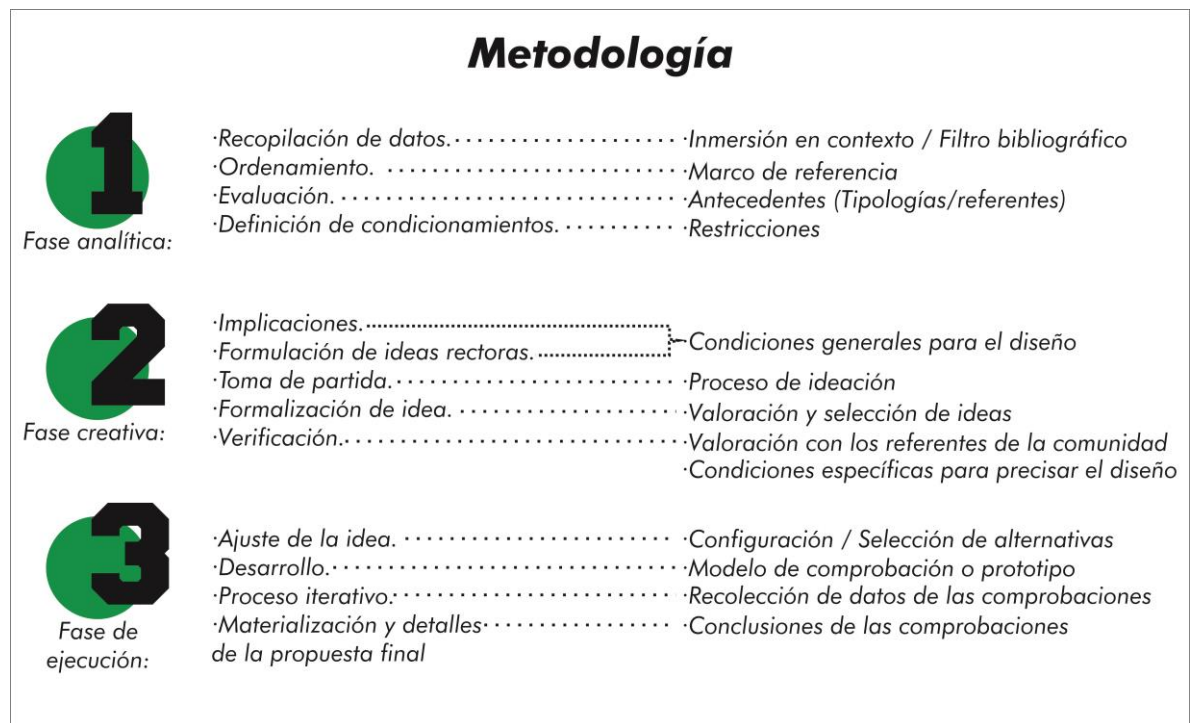 Metodología
1
Fase analítica:
·Recopilación de datos. ·Inmersión en contexto / Filtro bibliográfico
·Ordenamiento. ·Marco de referencia
·Evaluación. ·Antecedentes (Tipologías/referentes)
·Definición de condicionamientos. ·Restricciones
2
Fase creativa:
·Implicaciones.
·Formulación de ideas rectoras. ·Condiciones generales para el diseño
·Toma de partida. ·Proceso de ideación
·Formalización de idea. ·Valoración y selección de ideas
·Verificación. ·Valoración con los referentes de la comunidad
·Condiciones específicas para precisar el diseño
3
Fase de
ejecución:
·Ajuste de la idea. ·Configuración / Selección de alternativas
·Desarrollo. ·Modelo de comprobación o prototipo
·Proceso iterativo. ·Recolección de datos de las comprobaciones
·Materialización y detalles ·Conclusiones de las comprobaciones
de la propuesta final